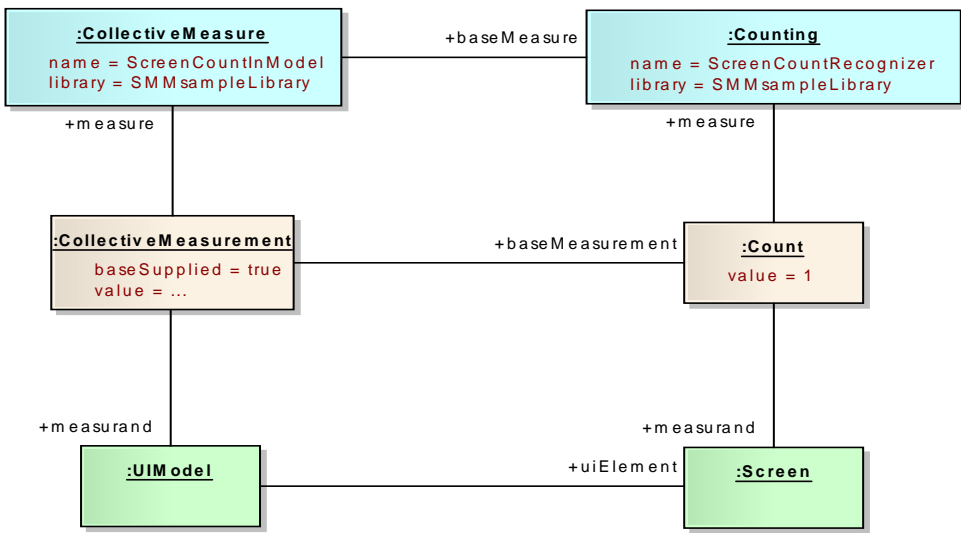 :CollectiveMeasure
name = ScreenCountInModel
library = SMMsampleLibrary
+baseMeasure
:Counting
name = ScreenCountRecognizer
library = SMMsampleLibrary
+measure
+measure
:CollectiveMeasurement
baseSupplied = true
value = ...
+baseMeasurement
:Count
value = 1
+measurand
+measurand
:UIModel
+uiElement
:Screen